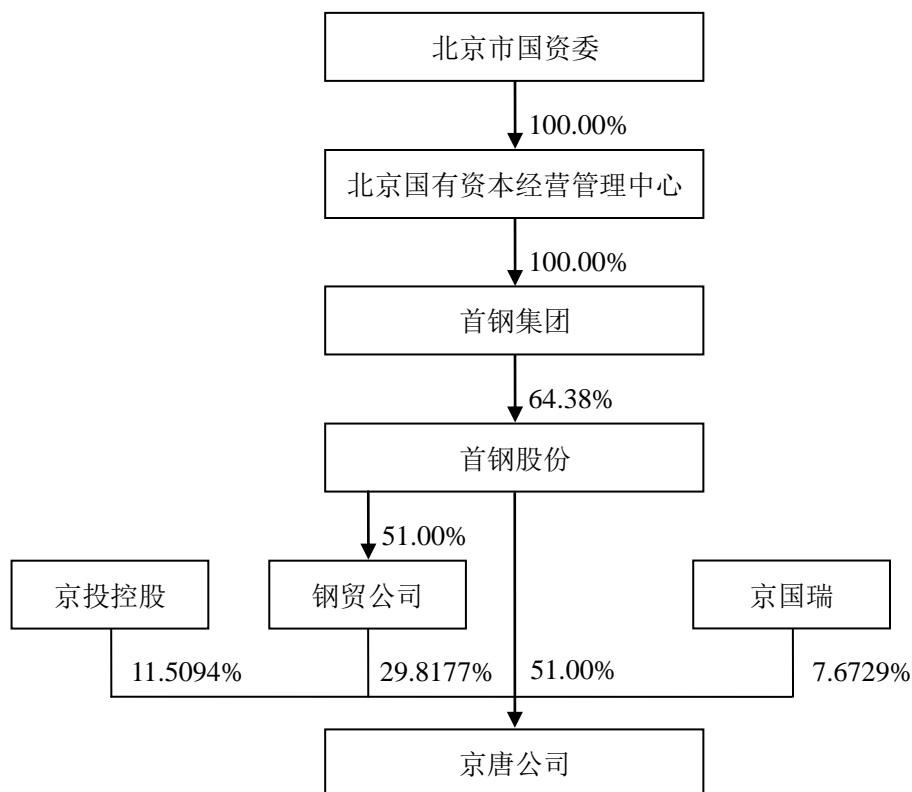 北京市国资委
100.00%
北京国有资本经营管理中心
100.00%
首钢集团
64.38%
首钢股份
51.00%
京投控股
钢贸公司
京国瑞
11.5094%
29.8177%
51.00%
7.6729%
京唐公司